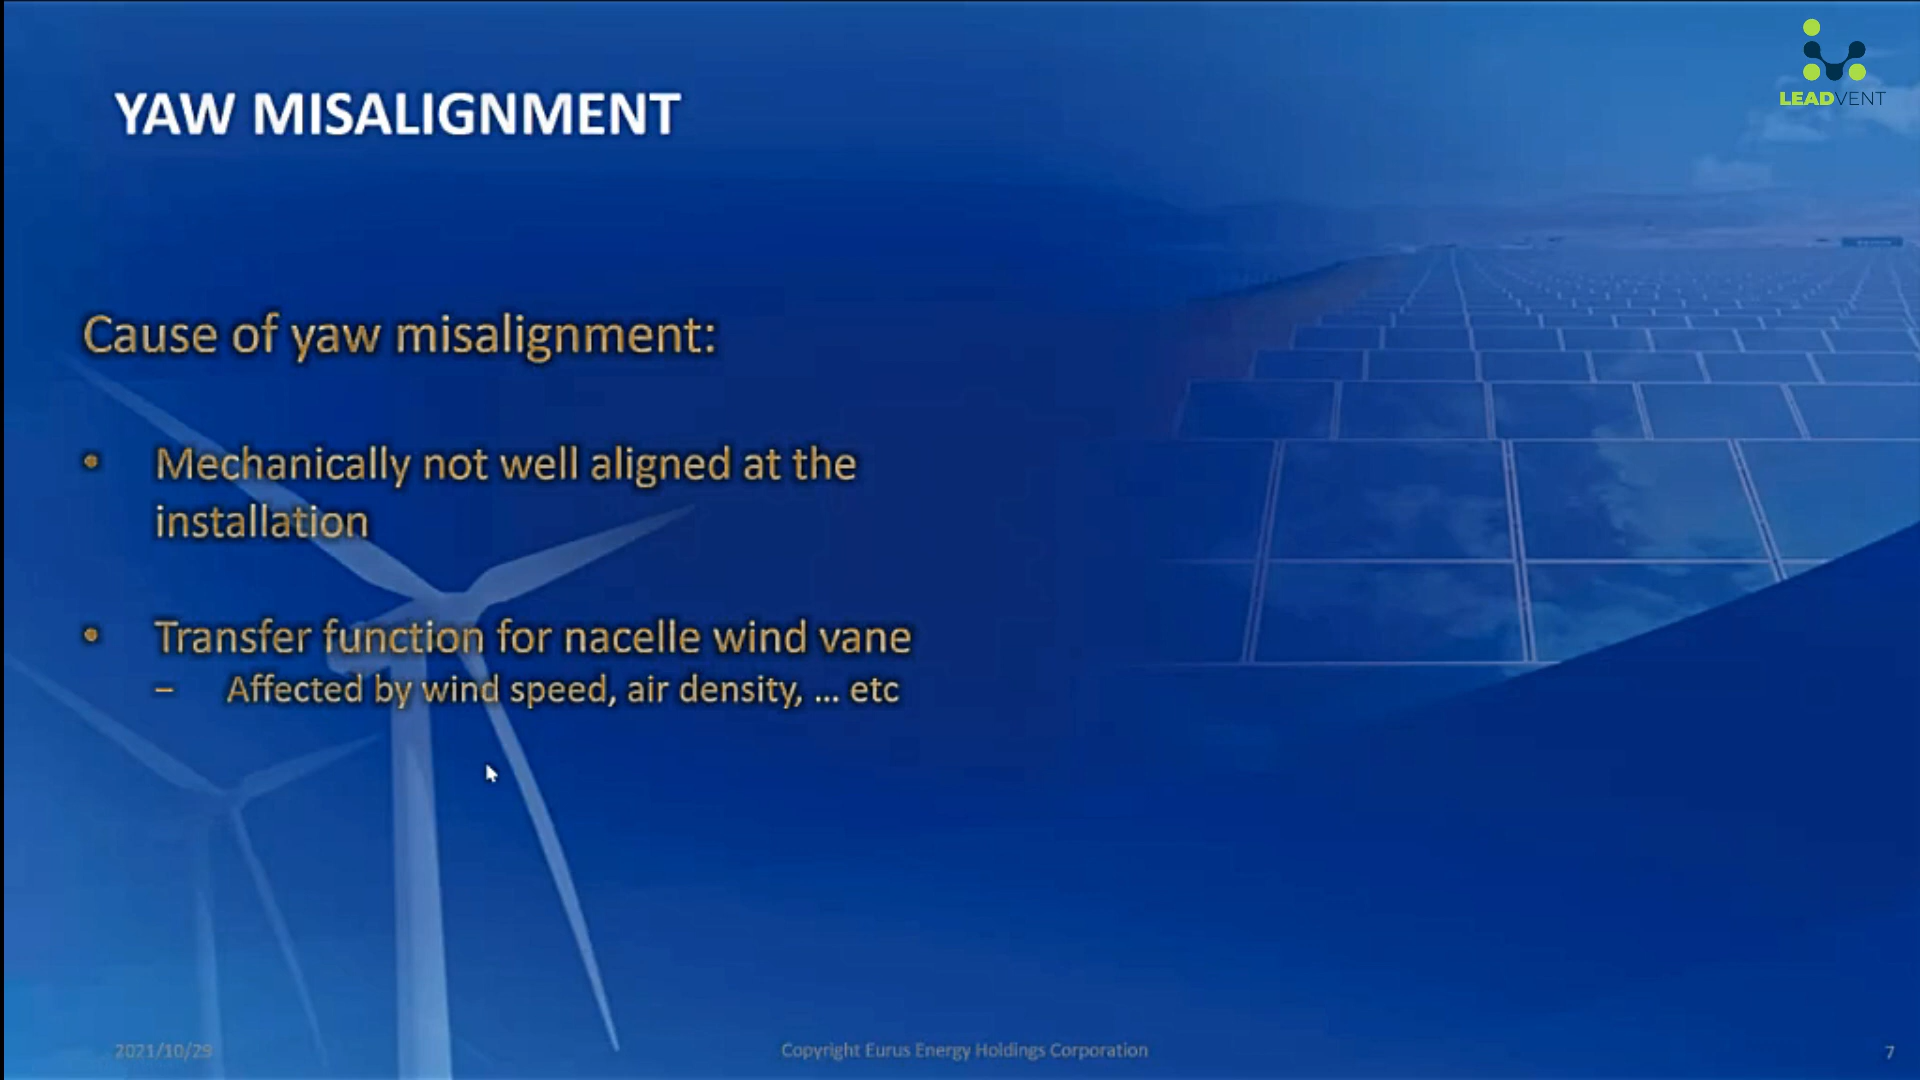 LEADVENT
YAW MISALIGNMENT
Cause of yaw misalignment:
• Mechanically not well aligned at the
installation
• Transfer function for nacelle wind vane
– Affected by wind speed, air density, ... etc
2021/10/29
Copyright Eurus Energy Holdings Corporation
7